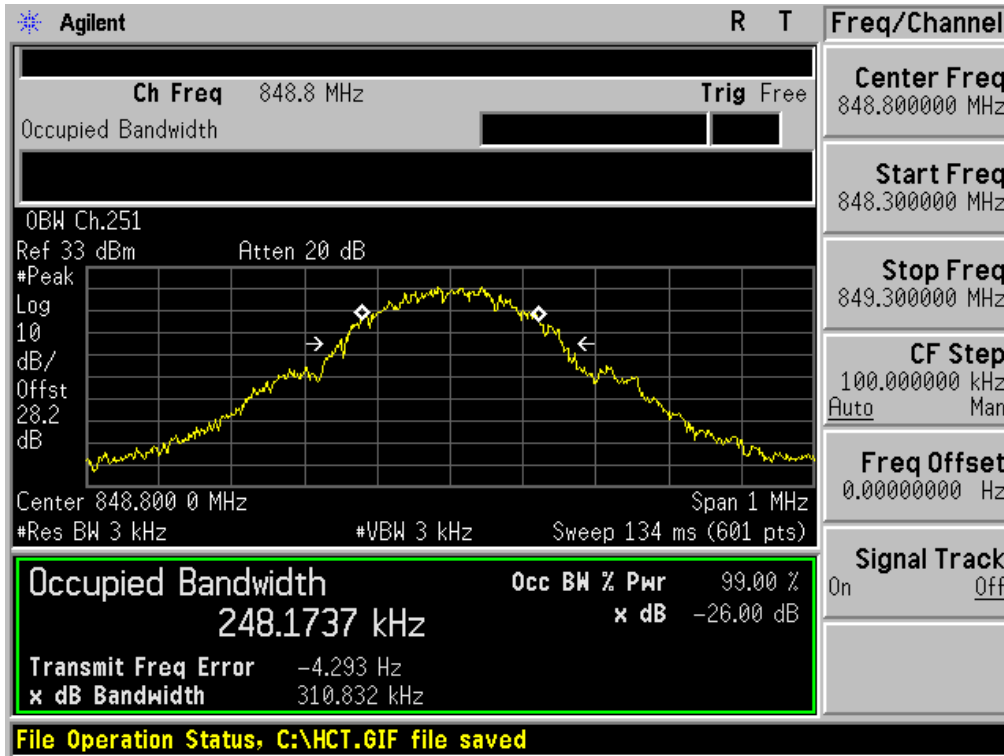 Agilent R T Freq/Channel
Ch Freq 848.8 MHz Trig Free
Occupied Bandwidth
Center Freq
848.800000 MHz
Start Freq
848.300000 MHz
Stop Freq
849.300000 MHz
CF Step
100.000000 kHz
Auto Man
Freq Offset
0.00000000 Hz
Signal Track
On Off
OBW Ch.251
Ref 33 dBm Atten 20 dB
#Peak
Log
10
dB/
Offst
28.2
dB
Center 848.800 0 MHz Span 1 MHz
#Res BW 3 kHz #VBW 3 kHz Sweep 134 ms (601 pts)
Occupied Bandwidth
248.1737 kHz
Occ BW % Pwr 99.00 %
x dB -26.00 dB
Transmit Freq Error -4.293 Hz
x dB Bandwidth 310.832 kHz
File Operation Status, C:\HCT.GIF file saved